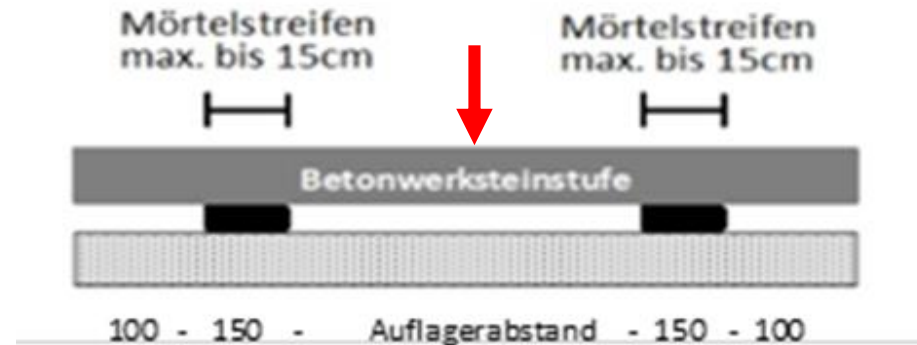 Mörtelstreifen
max. bis 15cm
Mörtelstreifen
max. bis 15cm
Betonwerksteinstufe
100 - 150 - Auflagerabstand - 150 - 100